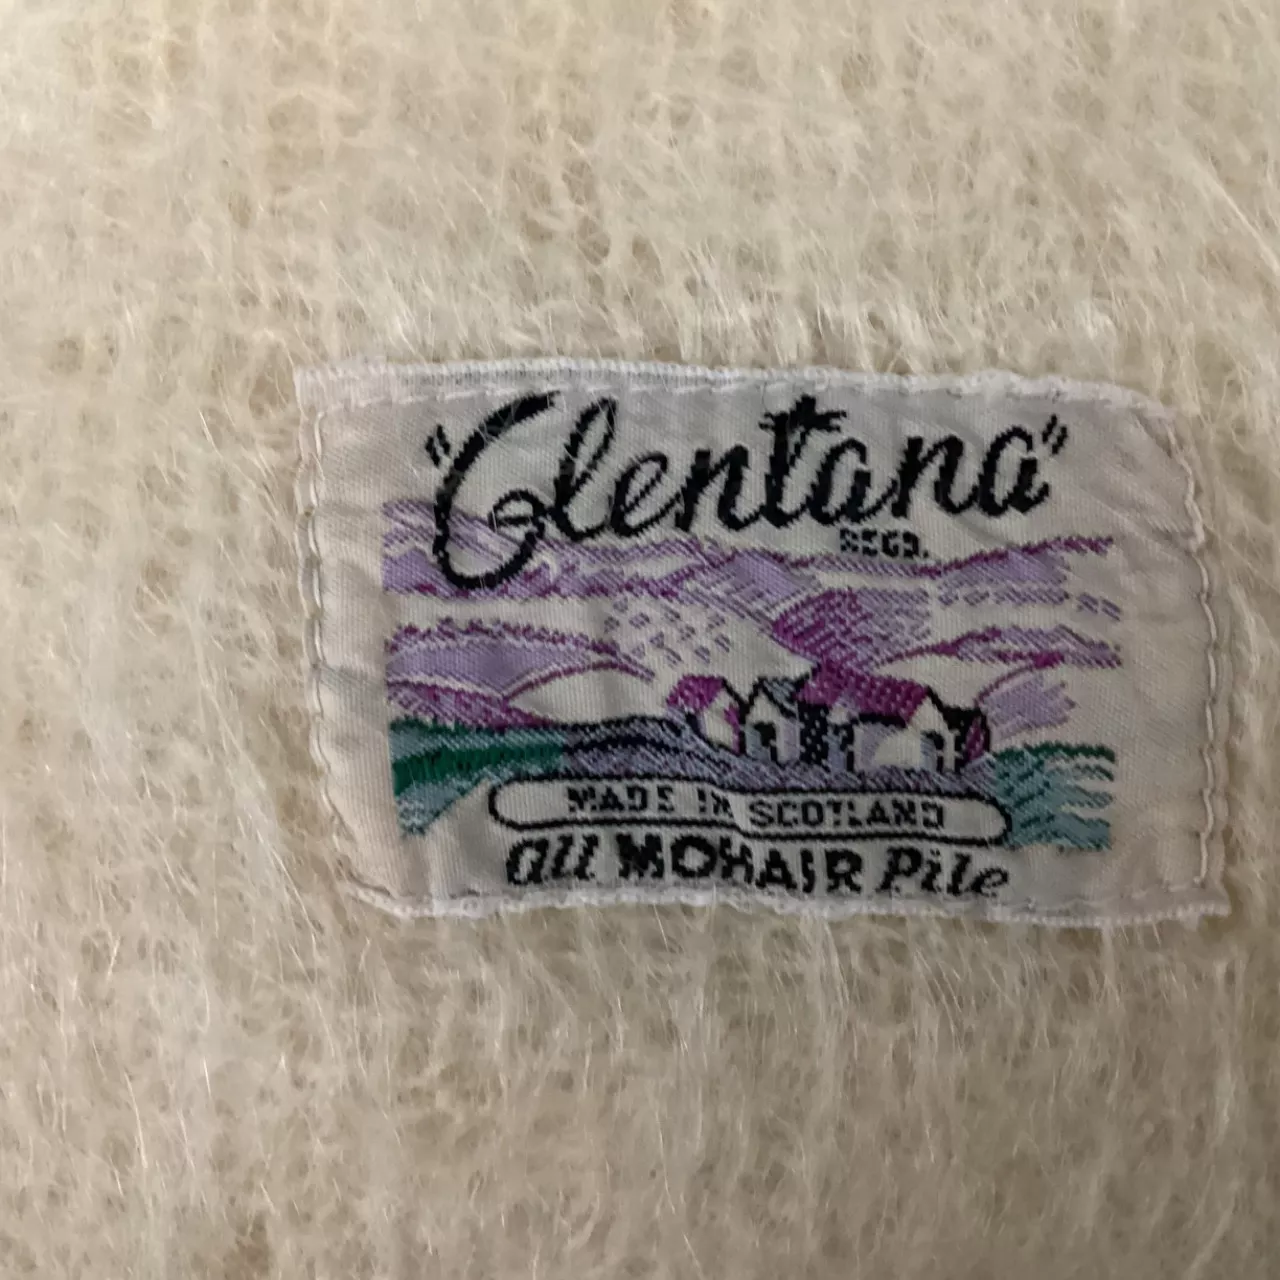 "Glentana"
REGD.
MADE IN SCOTLAND
all MOHAIR Pile